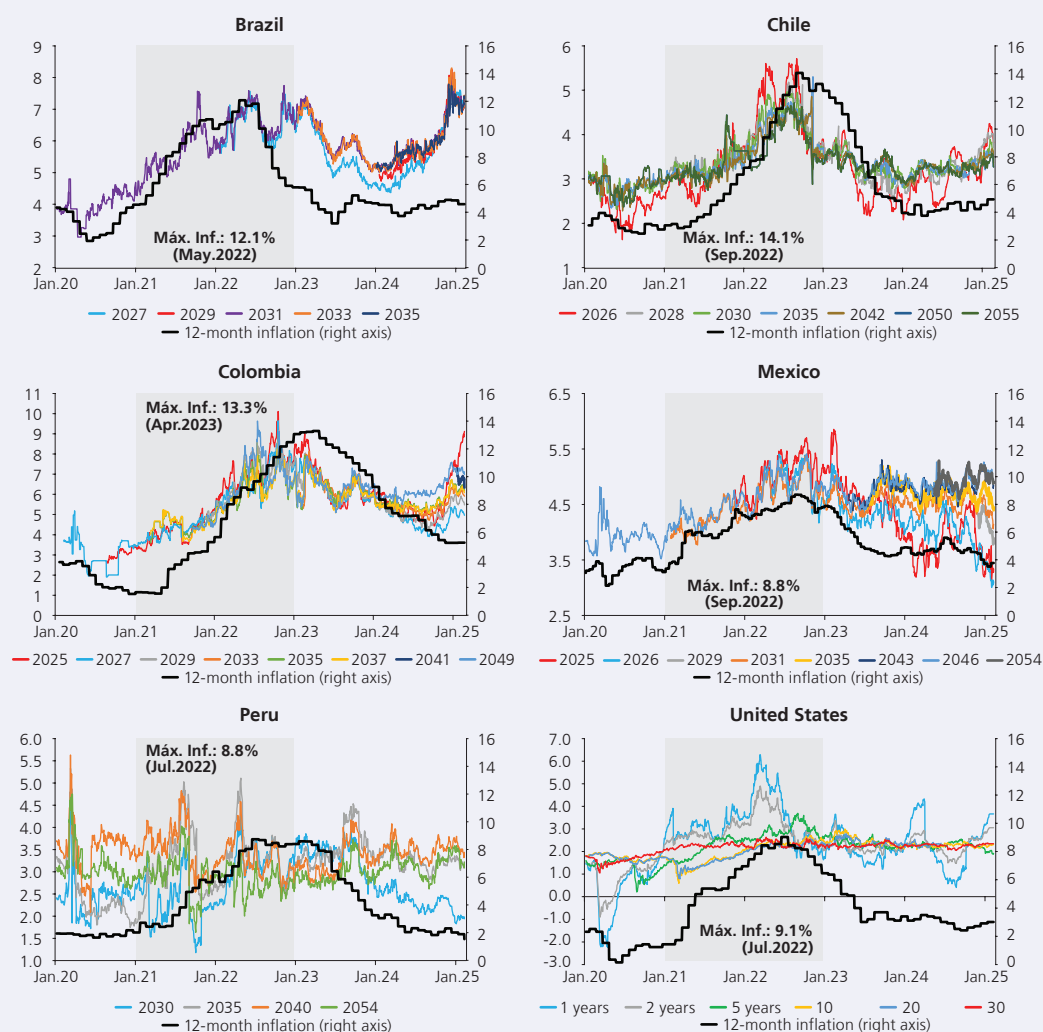 Brazil
9
8
7
6
5
4
3
2
16
14
12
10
8
6
4
2
0
Máx. Inf.: 12.1%
(May.2022)
Jan.20 Jan.21 Jan.22 Jan.23 Jan.24 Jan.25
2027 2029 2031 2033 2035
12-month inflation (right axis)
Chile
6
5
4
3
2
1
16
14
12
10
8
6
4
2
0
Máx. Inf.: 14.1%
(Sep.2022)
Jan.20 Jan.21 Jan.22 Jan.23 Jan.24 Jan.25
2026 2028 2030 2035 2042 2050 2055
12-month inflation (right axis)
Colombia
11
10
9
8
7
6
5
4
3
2
1
0
16
14
12
10
8
6
4
2
0
Máx. Inf.: 13.3%
(Apr.2023)
Jan.20 Jan.21 Jan.22 Jan.23 Jan.24 Jan.25
2025 2027 2029 2033 2035 2037 2041 2049
12-month inflation (right axis)
Mexico
6.5
5.5
4.5
3.5
2.5
16
14
12
10
8
6
4
2
0
Máx. Inf.: 8.8%
(Sep.2022)
Jan.20 Jan.21 Jan.22 Jan.23 Jan.24 Jan.25
2025 2026 2029 2031 2035 2043 2046 2054
12-month inflation (right axis)
Peru
6.0
5.5
5.0
4.5
4.0
3.5
3.0
2.5
2.0
1.5
1.0
16
14
12
10
8
6
4
2
0
Máx. Inf.: 8.8%
(Jul.2022)
Jan.20 Jan.21 Jan.22 Jan.23 Jan.24 Jan.25
2030 2035 2040 2054
12-month inflation (right axis)
United States
7.0
6.0
5.0
4.0
3.0
2.0
1.0
0.0
-1.0
-2.0
-3.0
16
14
12
10
8
6
4
2
0
Máx. Inf.: 9.1%
(Jul.2022)
Jan.20 Jan.21 Jan.22 Jan.23 Jan.24 Jan.25
1 years 2 years 5 years 10 20 30
12-month inflation (right axis)